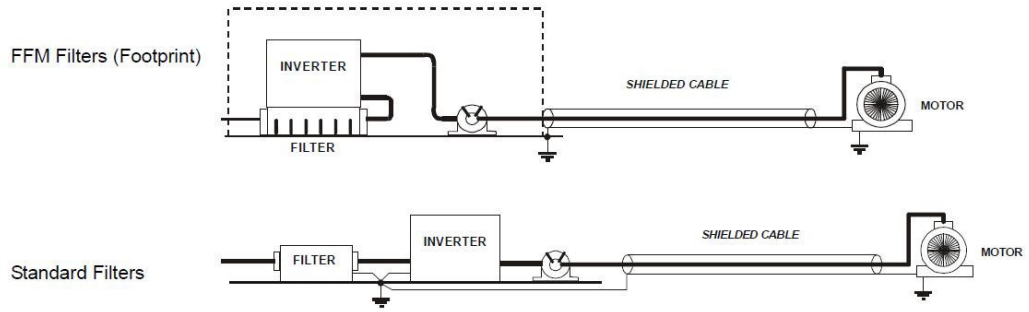 FFM Filters (Footprint)
INVERTER
SHIELDED CABLE
MOTOR
FILTER
INVERTER
SHIELDED CABLE
FILTER
MOTOR
Standard Filters